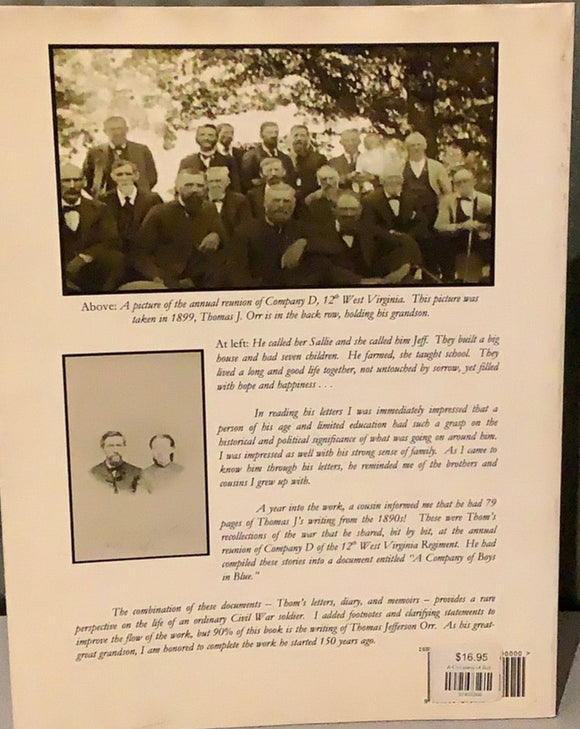 Above: A picture of the annual reunion of Company D, 12th West Virginia. This picture was
taken in 1899, Thomas J. Orr is in the back row, holding his grandson.
At left: He called her Sallie and she called him Jeff. They built a big
house and had seven children. He farmed, she taught school. They
lived a long and good life together, not untouched by sorrow, yet filled
with hope and happiness . . .
In reading his letters I was immediately impressed that a
person of his age and limited education had such a grasp on the
historical and political significance of what was going on around him.
I was impressed as well with his strong sense of family. As I came to
know him through his letters, he reminded me of the brothers and
cousins I grew up with.
A year into the work, a cousin informed me that he had 79
pages of Thomas J's writing from the 1890s! These were Thom's
recollections of the war that he shared, bit by bit, at the annual
reunion of Company D of the 12th West Virginia Regiment. He had
compiled these stories into a document entitled "A Company of Boys
in Blue."
The combination of these documents – Thom's letters, diary, and memoirs – provides a rare
perspective on the life of an ordinary Civil War soldier. I added footnotes and clarifying statements to
improve the flow of the work, but 90% of this book is the writing of Thomas Jefferson Orr. As his great-
great grandson, I am honored to complete the work he started 150 years ago.
$16.95
A Company of Boy